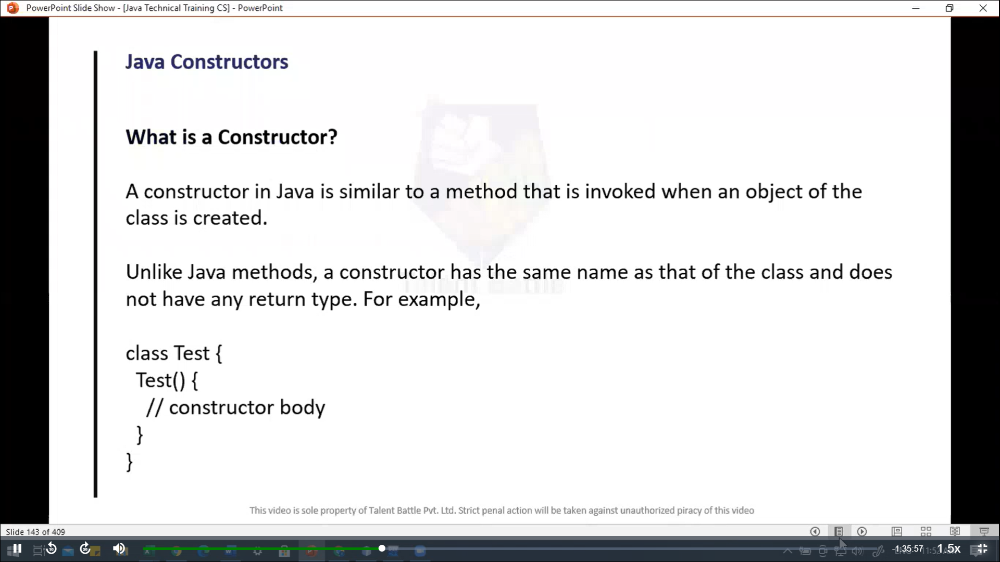 PowerPoint Slide Show - [Java Technical Training CS] - PowerPoint
Java Constructors
What is a Constructor?
A constructor in Java is similar to a method that is invoked when an object of the
class is created.
Unlike Java methods, a constructor has the same name as that of the class and does
not have any return type. For example,
class Test {
Test() {
// constructor body
}
}
This video is sole property of Talent Battle Pvt. Ltd. Strict penal action will be taken against unauthorized piracy of this video
Slide 143 of 409
10
30
-1:35:57
1.5x